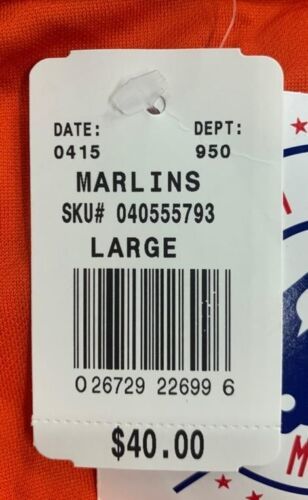 DATE: DEPT:
0415 950
MARLINS
SKU# 040555793
LARGE
0 26729 22699 6
$40.00